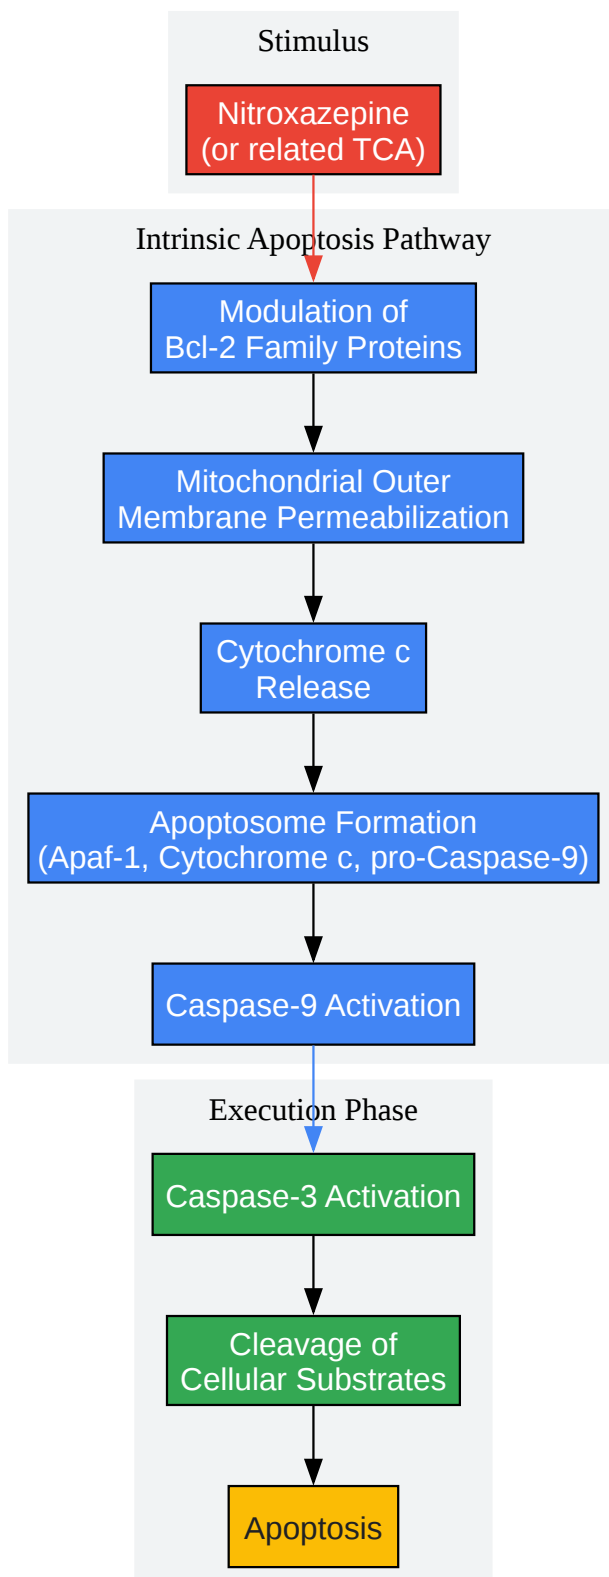 Stimulus
Nitroxazepine
(or related TCA)
Intrinsic Apoptosis Pathway
Modulation of
Bcl-2 Family Proteins
Mitochondrial Outer
Membrane Permeabilization
Cytochrome c
Release
Apoptosome Formation
(Apaf-1, Cytochrome c, pro-Caspase-9)
Caspase-9 Activation
Execution Phase
Caspase-3 Activation
Cleavage of
Cellular Substrates
Apoptosis